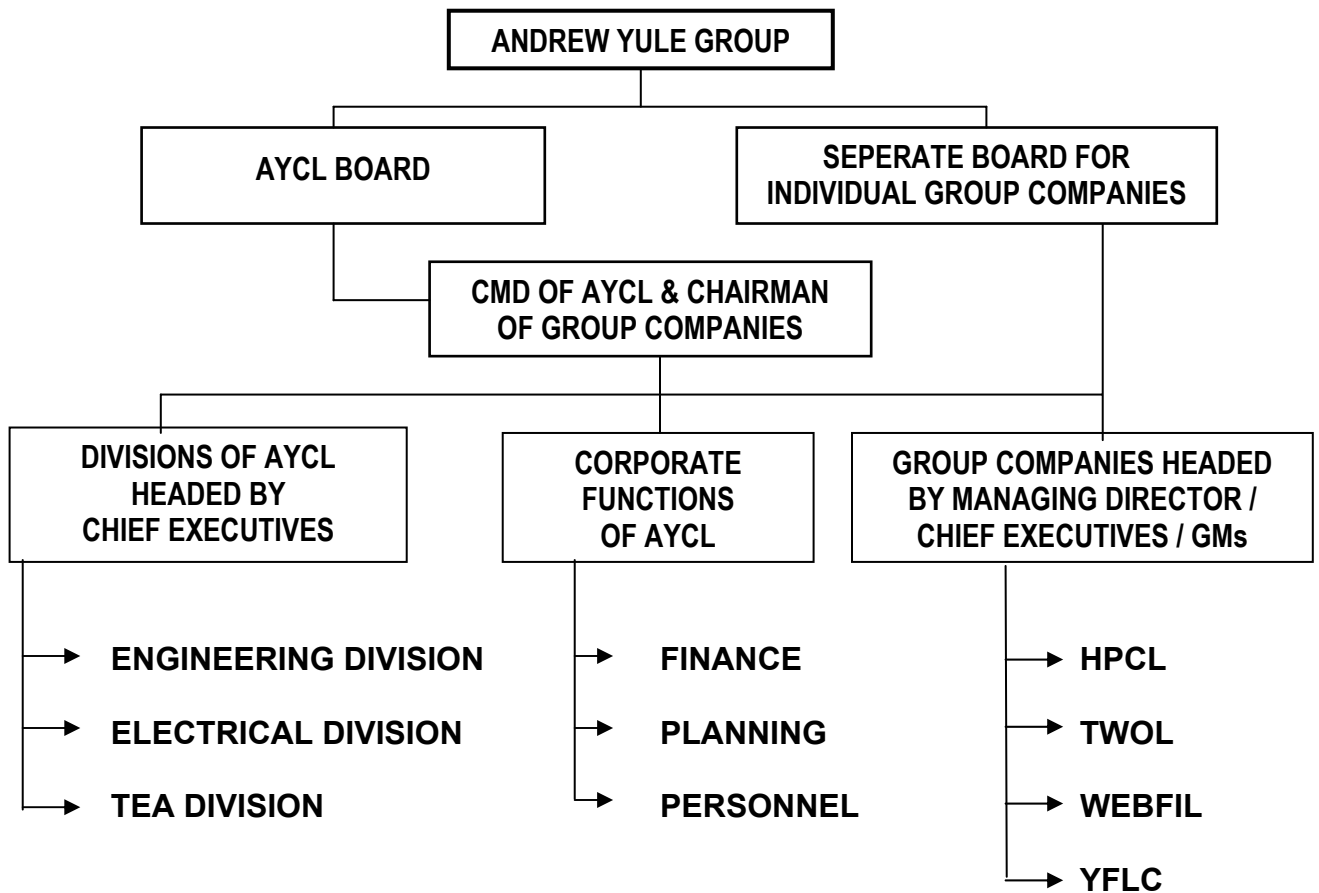 ANDREW YULE GROUP
AYCL BOARD
SEPERATE BOARD FOR
INDIVIDUAL GROUP COMPANIES
CMD OF AYCL & CHAIRMAN
OF GROUP COMPANIES
DIVISIONS OF AYCL
HEADED BY
CHIEF EXECUTIVES
CORPORATE
FUNCTIONS
OF AYCL
GROUP COMPANIES HEADED
BY MANAGING DIRECTOR /
CHIEF EXECUTIVES / GMs
ENGINEERING DIVISION
ELECTRICAL DIVISION
TEA DIVISION
FINANCE
PLANNING
PERSONNEL
HPCL
TWOL
WEBFIL
YFLC